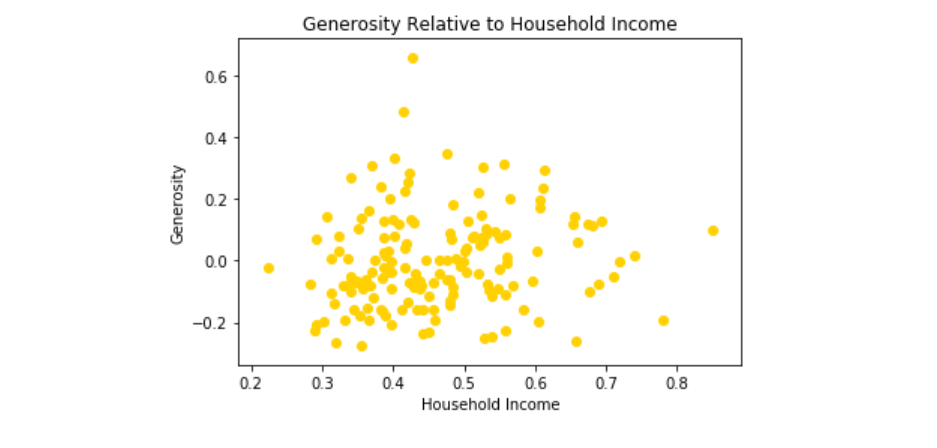 Generosity Relative to Household Income
0.6
0.4
0.2
0.0
−0.2
Generosity
0.2 0.3 0.4 0.5 0.6 0.7 0.8
Household Income